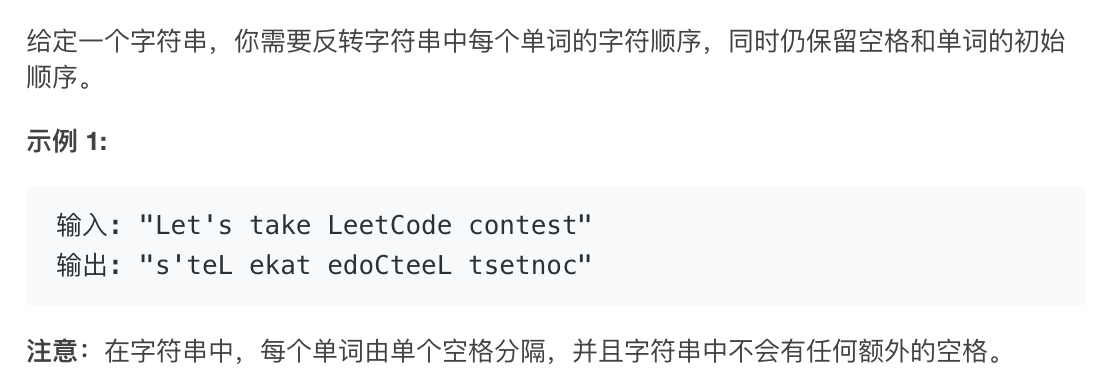 给定一个字符串，你需要反转字符串中每个单词的字符顺序，同时仍保留空格和单词的初始
顺序。
示例 1:
输入: "Let's take LeetCode contest"
输出: "s'teL ekat edoCteeL tsetnoc"
注意：在字符串中，每个单词由单个空格分隔，并且字符串中不会有任何额外的空格。